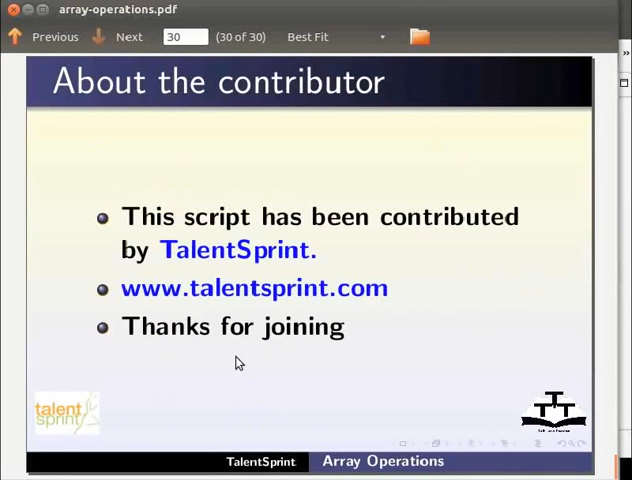 array-operations.pdf
Previous Next 30 (30 of 30) Best Fit
About the contributor
This script has been contributed
by TalentSprint.
www.talentsprint.com
Thanks for joining
talent
sprint
TalentSprint Array Operations